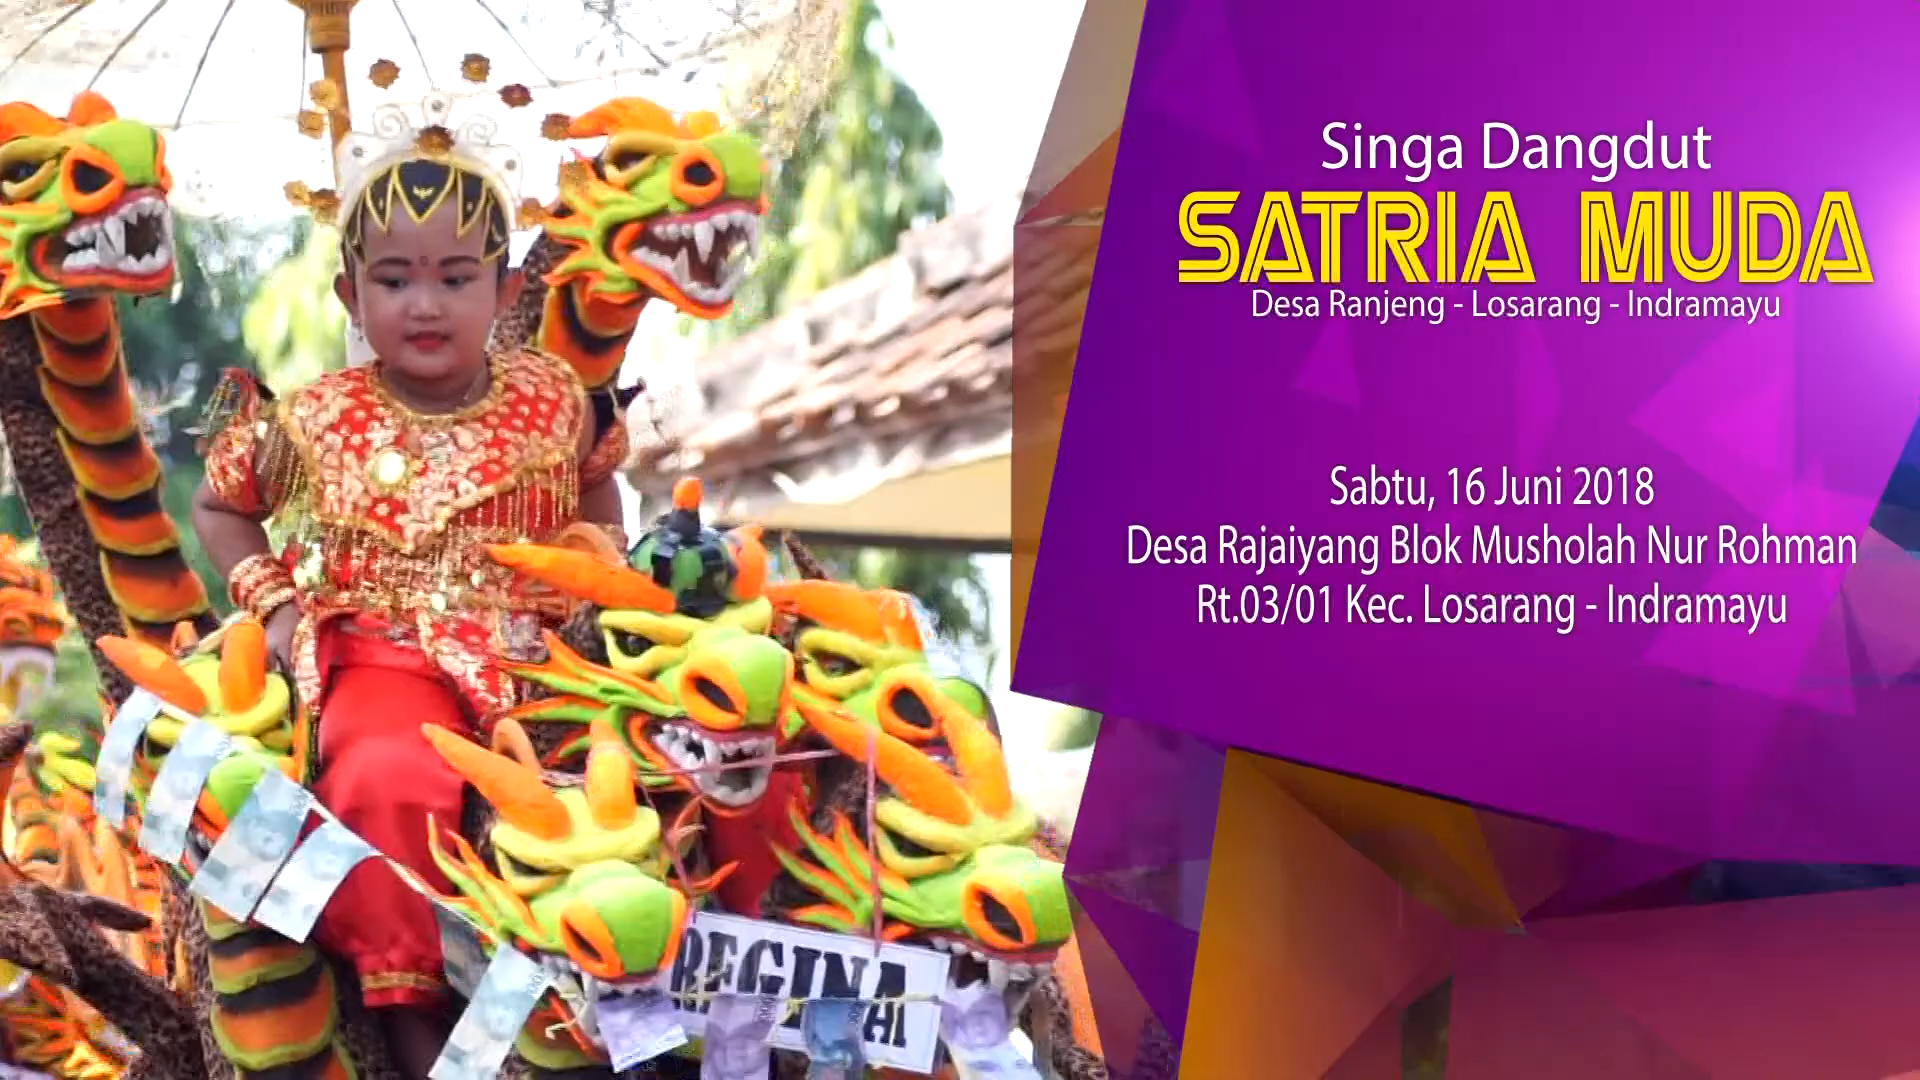 Singa Dangdut
SATRIA MUDA
Desa Ranjeng - Losarang - Indramayu
Sabtu, 16 Juni 2018
Desa Rajaiyang Blok Musholah Nur Rohman
Rt.03/01 Kec. Losarang - Indramayu
REGINA